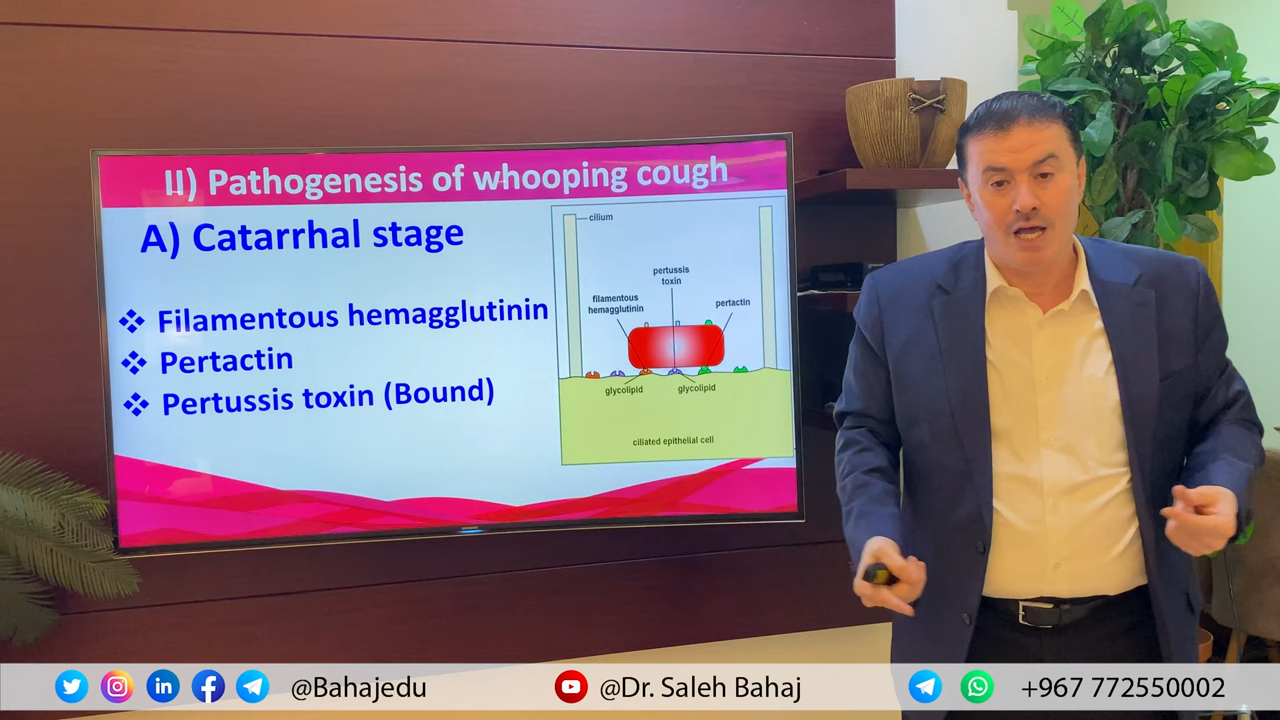 II) Pathogenesis of whooping cough
A) Catarrhal stage
❖ Filamentous hemagglutinin
❖ Pertactin
❖ Pertussis toxin (Bound)
cilium
pertussis
toxin
filamentous
hemagglutinin
pertactin
glycolipid
glycolipid
ciliated epithelial cell
@Bahajedu
@Dr. Saleh Bahaj
+967 772550002